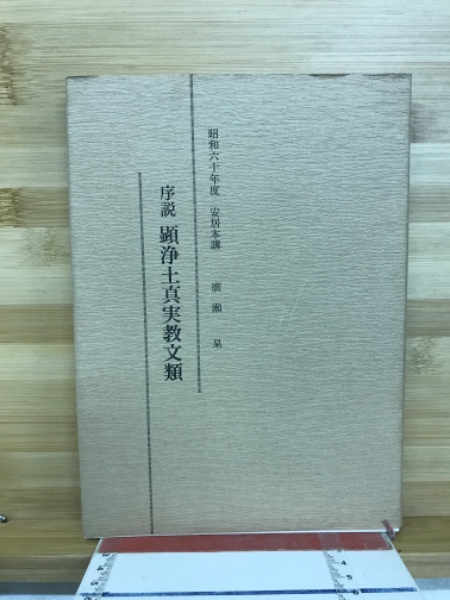 昭和六十年度 安居本講 廣瀬 杲
序説 顕浄土真実教文類